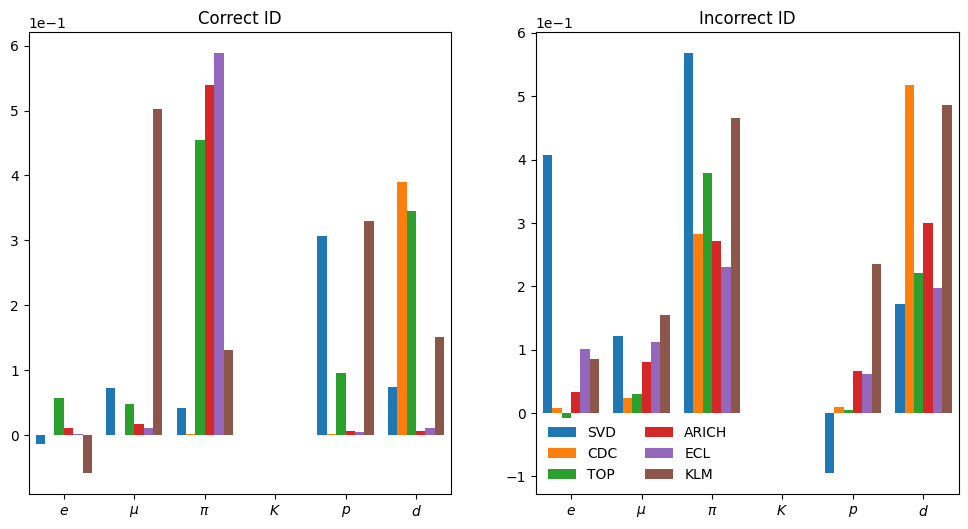 Correct ID
1e−1
6
5
4
3
2
1
0
e μ π K p d
Incorrect ID
1e−1
6
5
4
3
2
1
0
−1
SVD ARICH
CDC ECL
TOP KLM
e μ π K p d